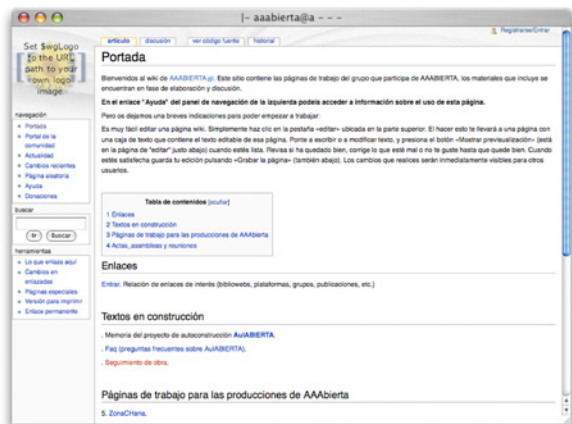 |- aaabierta@a - - -
Registrarse/Entrar
Set $wgLogo
to the URL
path to your
own logo
image.
artículo
discusión
ver código fuente
historial
Portada
Bienvenidos al wiki de AAABIERTA-gl. Este sitio contiene las páginas de trabajo del grupo que participa de AAABIERTA, los materiales que incluye se
encuentran en fase de elaboración y discusión.
En el enlace "Ayuda" del panel de navegación de la izquierda podeis acceder a información sobre el uso de esta página.
Pero os dejamos una breves indicaciones para poder empezar a trabajar:
Es muy fácil editar una página wiki. Simplemente haz clic en la pestaña «editar» ubicada en la parte superior. El hacer esto te llevará a una página con
una caja de texto que contiene el texto editable de esa página. Ponte a escribir o a modificar texto, y presiona el botón «Mostrar previsualización» (está
en la página de "editar" justo abajo) cuando estés lista. Revisa si ha quedado bien, corrige lo que esté mal o no te guste hasta que quede bien. Cuando
estés satisfecha guarda tu edición pulsando «Grabar la página» (también abajo). Los cambios que realices serán inmediatamente visibles para otros
usuarios.
navegación
Portada
Portal de la
comunidad
Actualidad
Cambios recientes
Página aleatoria
Ayuda
Donaciones
buscar
Ir
Buscar
herramientas
Lo que enlaza aquí
Cambios en
enlazadas
Páginas especiales
Versión para imprimir
Enlace permanente
Tabla de contenidos [ocultar]
1 Enlaces
2 Textos en construcción
3 Páginas de trabajo para las producciones de AAAbierta
4 Actas, asambleas y reuniones
Enlaces
Entrar. Relación de enlaces de interés (bibliowebs, plataformas, grupos, publicaciones, etc.)
Textos en construcción
. Memoria del proyecto de autoconstrucción AulABIERTA.
. Faq (preguntas frecuentes sobre AulABIERTA).
. Seguimiento de obra.
Páginas de trabajo para las producciones de AAAbierta
5. ZonaCHana.